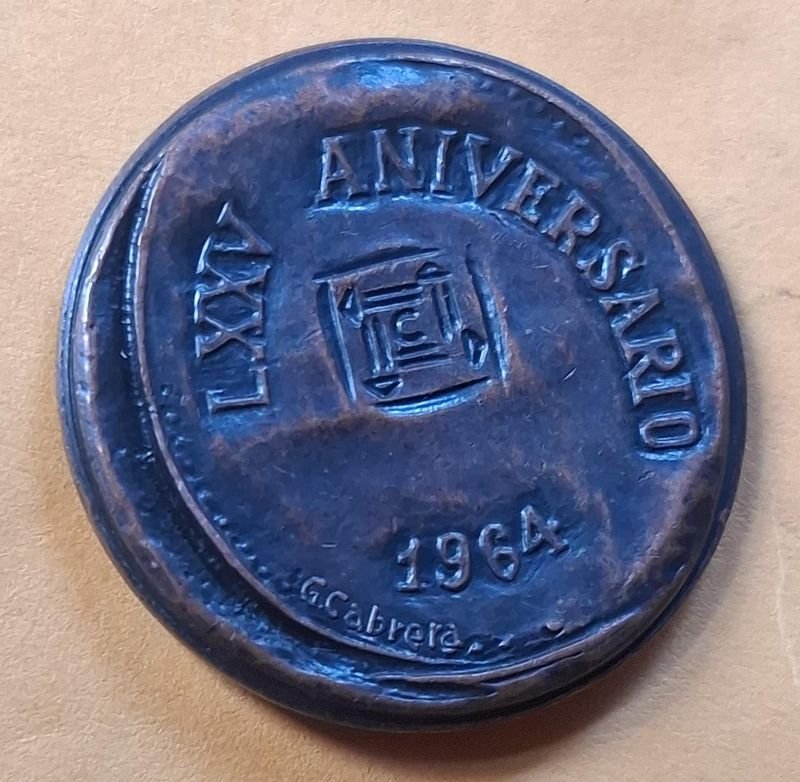 LXXV ANIVERSARIO
C
1964
G.Cabrera